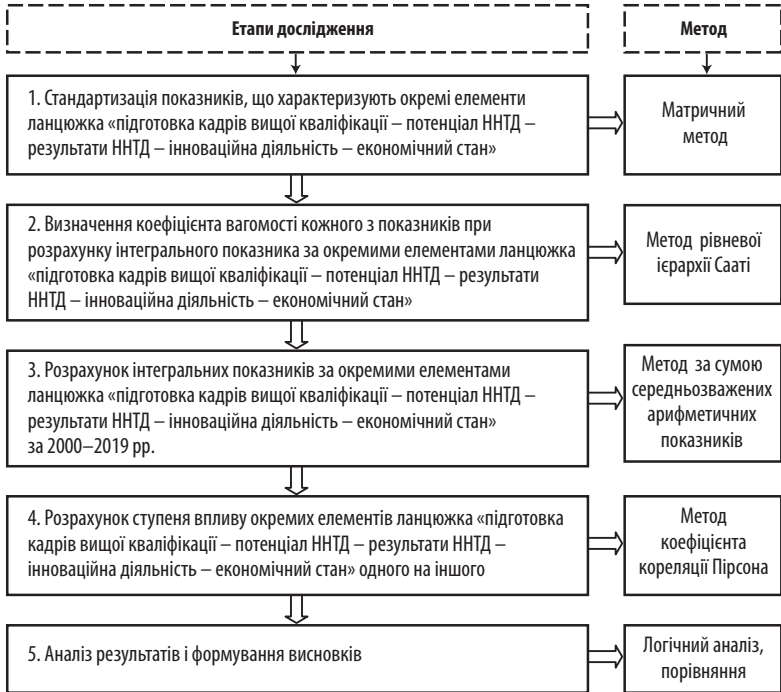 Етапи дослідження
Метод
1. Стандартизація показників, що характеризують окремі елементи
ланцюжка «підготовка кадрів вищої кваліфікації – потенціал ННТД –
результати ННТД – інноваційна діяльність – економічний стан»
Матричний
метод
2. Визначення коефіцієнта вагомості кожного з показників при
розрахунку інтегрального показника за окремими елементами ланцюжка
«підготовка кадрів вищої кваліфікації – потенціал ННТД – результати
ННТД – інноваційна діяльність – економічний стан»
Метод рівневої
ієрархії Сааті
3. Розрахунок інтегральних показників за окремими елементами
ланцюжка «підготовка кадрів вищої кваліфікації – потенціал ННТД –
результати ННТД – інноваційна діяльність – економічний стан»
за 2000–2019 рр.
Метод за сумою
середньозважених
арифметичних
показників
4. Розрахунок ступеня впливу окремих елементів ланцюжка «підготовка
кадрів вищої кваліфікації – потенціал ННТД – результати ННТД –
інноваційна діяльність – економічний стан» одного на іншого
Метод
коефіцієнта
кореляції Пірсона
5. Аналіз результатів і формування висновків
Логічний аналіз,
порівняння